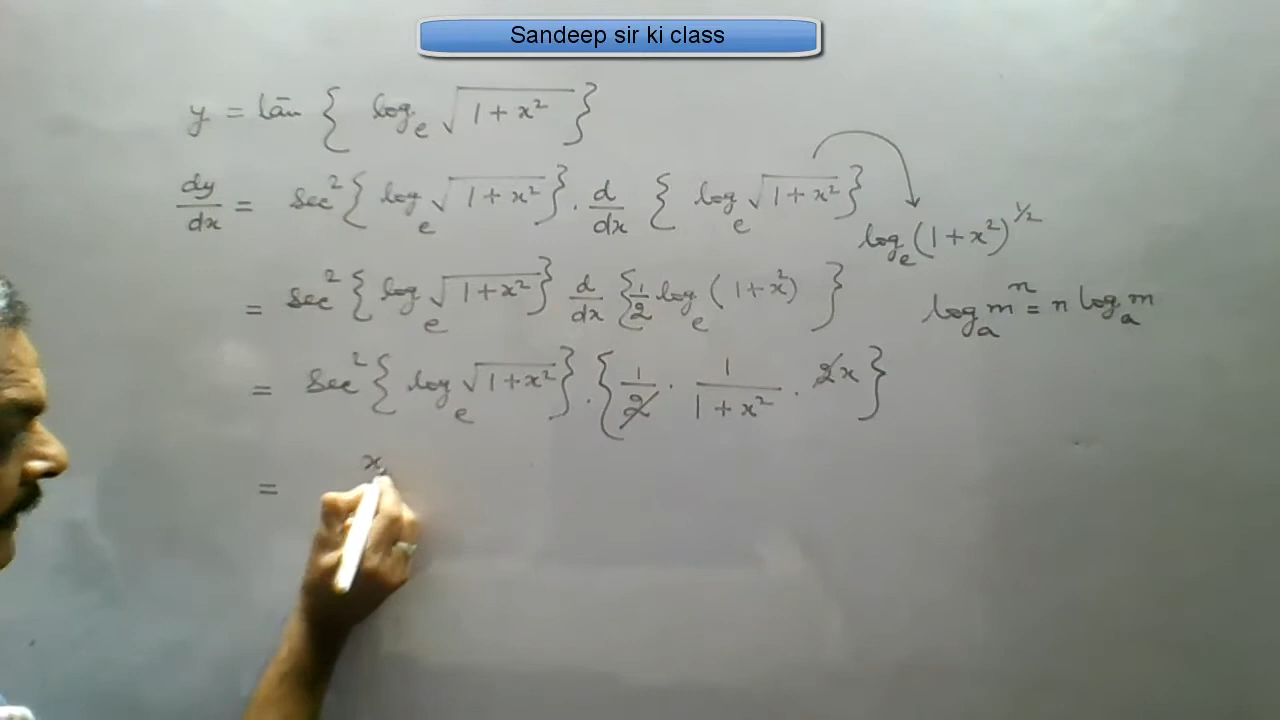 Sandeep sir ki class
y = tan { log_e √(1+x²) }
dy/dx = sec² { log_e √(1+x²) } . d/dx { log_e √(1+x²) }
log_e (1+x²)^1/2
= sec² { log_e √(1+x²) } d/dx { 1/2 log_e (1+x²) }
log_a m^n = n log_a m
= sec² { log_e √(1+x²) } . { 1/2 . 1/(1+x²) . 2x }
= x